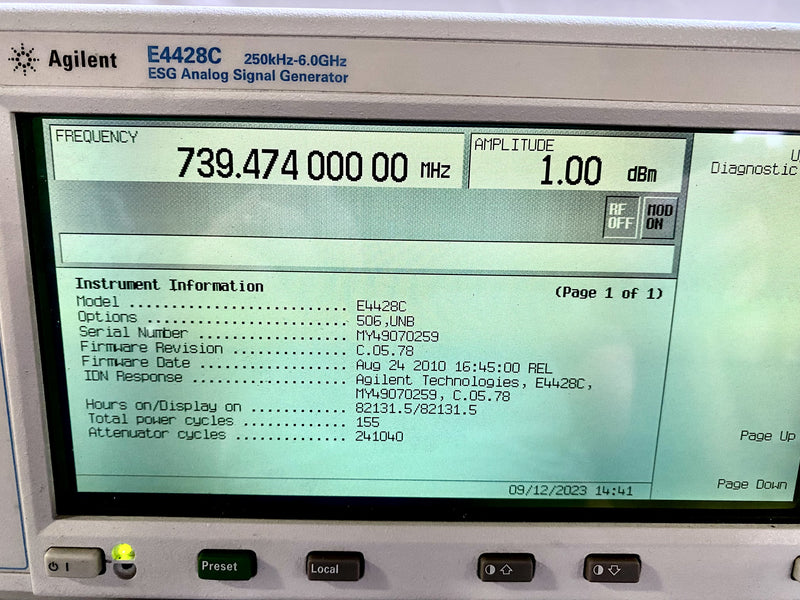 Agilent E4428C 250kHz-6.0GHz
ESG Analog Signal Generator
FREQUENCY
739.474 000 00 MHz
AMPLITUDE
1.00 dBm
RF OFF
MOD ON
Diagnostic
Instrument Information
(Page 1 of 1)
Model ........................... E4428C
Options ......................... 506,UNB
Serial Number ................... MY49070259
Firmware Revision ............... C.05.78
Firmware Date ................... Aug 24 2010 16:45:00 REL
IDN Response .................... Agilent Technologies, E4428C,
MY49070259, C.05.78
Hours on/Display on ............. 82131.5/82131.5
Total power cycles .............. 155
Attenuator cycles ............... 241040
Page Up
Page Down
09/12/2023 14:41
Preset
Local